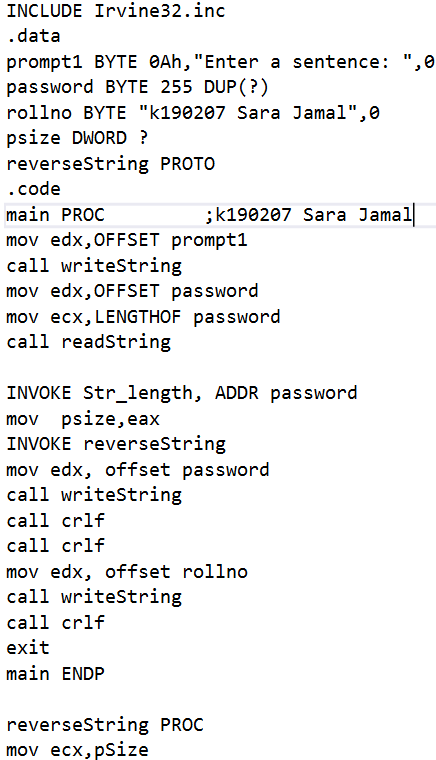 INCLUDE Irvine32.inc
.data
prompt1 BYTE 0Ah,"Enter a sentence: ",0
password BYTE 255 DUP(?)
rollno BYTE "k190207 Sara Jamal",0
psize DWORD ?
reverseString PROTO
.code
main PROC         ;k190207 Sara Jamal
mov edx,OFFSET prompt1
call writeString
mov edx,OFFSET password
mov ecx,LENGTHOF password
call readString

INVOKE Str_length, ADDR password
mov  psize,eax
INVOKE reverseString
mov edx, offset password
call writeString
call crlf
call crlf
mov edx, offset rollno
call writeString
call crlf
exit
main ENDP

reverseString PROC
mov ecx,pSize